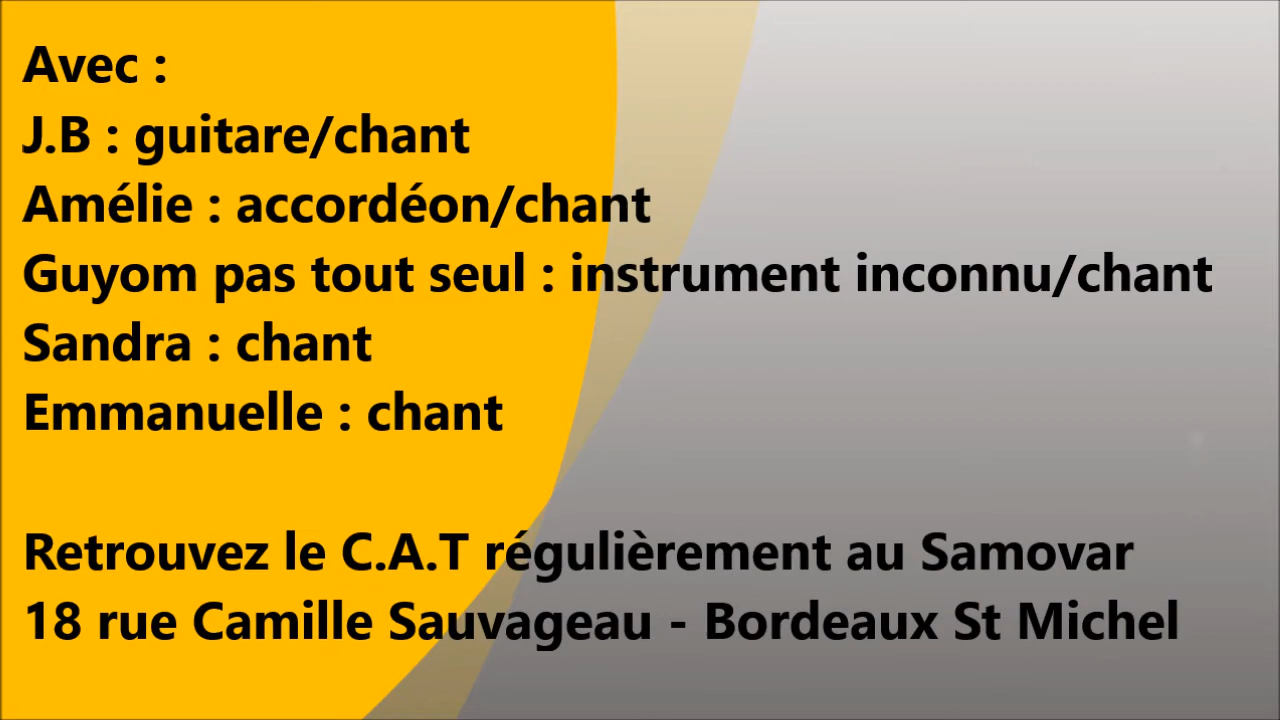 Avec :
J.B : guitare/chant
Amélie : accordéon/chant
Guyom pas tout seul : instrument inconnu/chant
Sandra : chant
Emmanuelle : chant
Retrouvez le C.A.T régulièrement au Samovar
18 rue Camille Sauvageau - Bordeaux St Michel